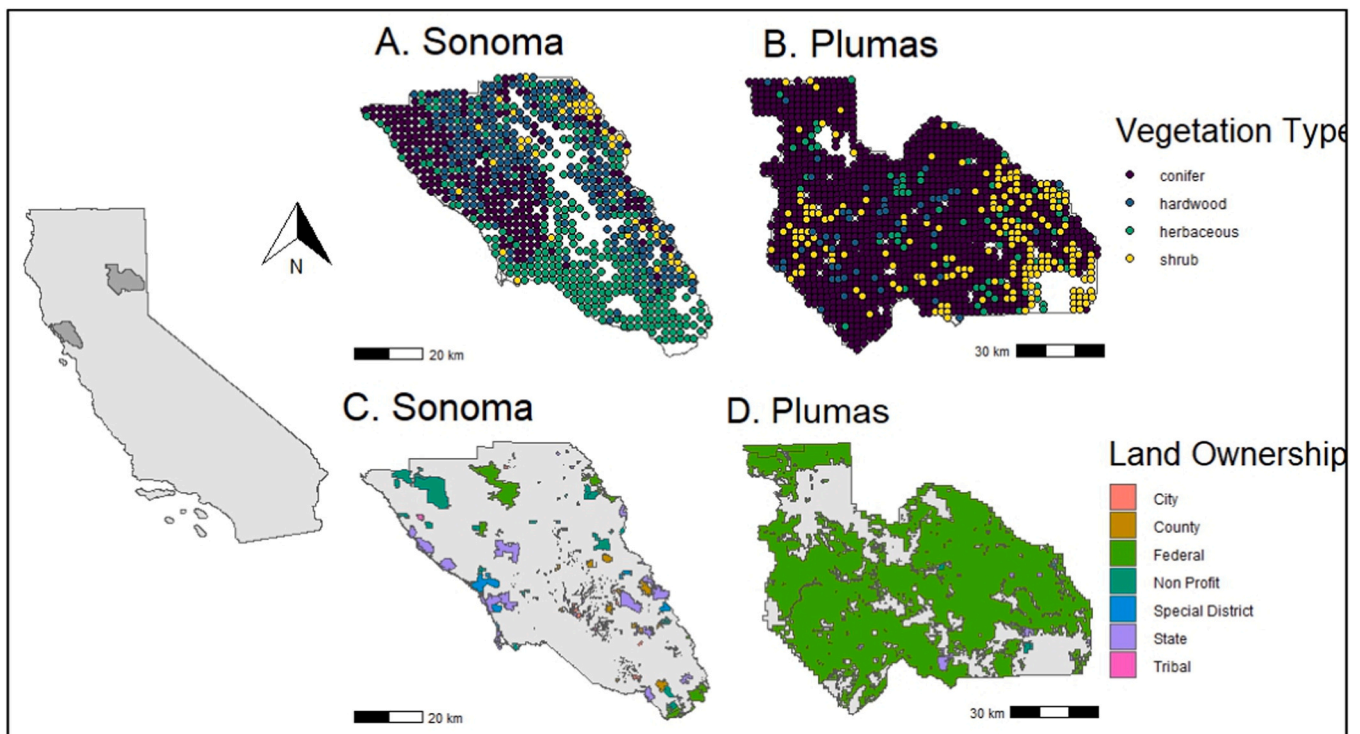 A. Sonoma
B. Plumas
Vegetation Type
conifer
hardwood
herbaceous
shrub
N
20 km
30 km
C. Sonoma
D. Plumas
Land Ownership
City
County
Federal
Non Profit
Special District
State
Tribal
20 km
30 km